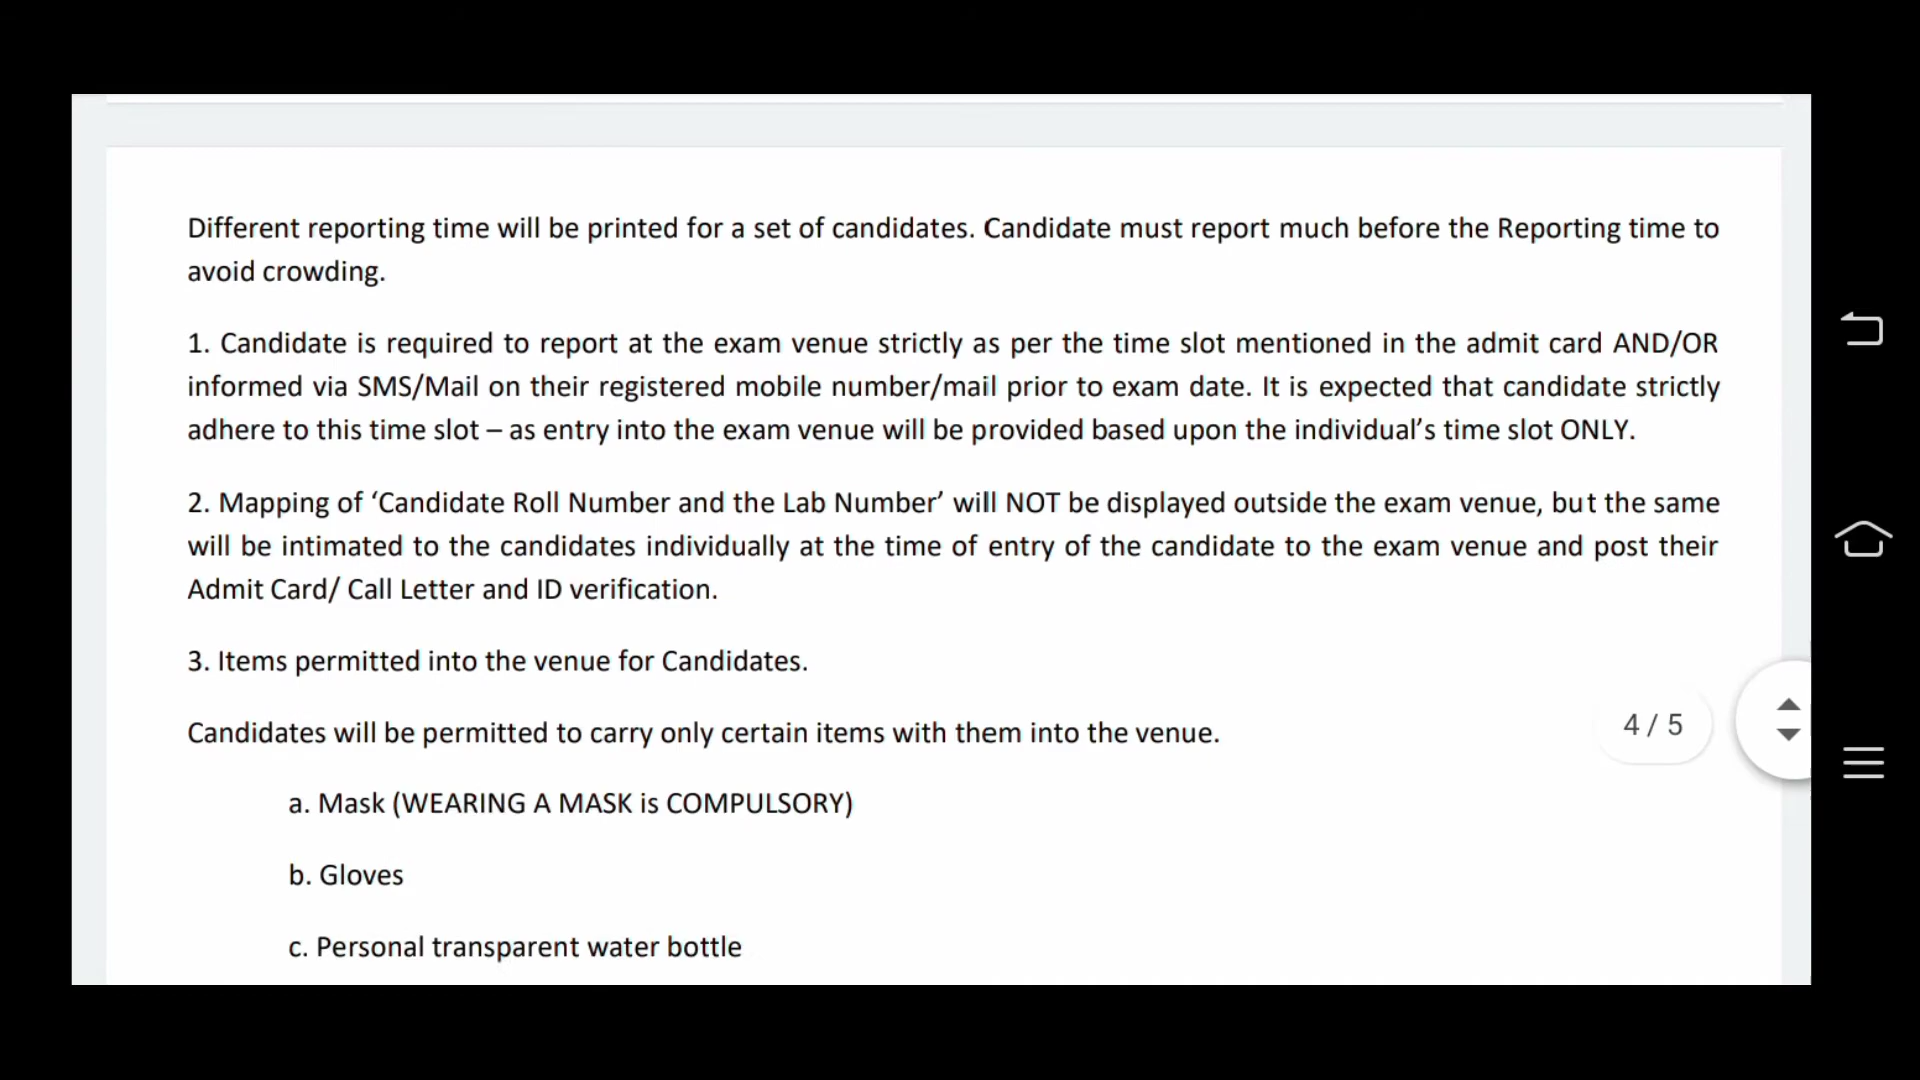 Different reporting time will be printed for a set of candidates. Candidate must report much before the Reporting time to
avoid crowding.
1. Candidate is required to report at the exam venue strictly as per the time slot mentioned in the admit card AND/OR
informed via SMS/Mail on their registered mobile number/mail prior to exam date. It is expected that candidate strictly
adhere to this time slot – as entry into the exam venue will be provided based upon the individual’s time slot ONLY.
2. Mapping of ‘Candidate Roll Number and the Lab Number’ will NOT be displayed outside the exam venue, but the same
will be intimated to the candidates individually at the time of entry of the candidate to the exam venue and post their
Admit Card/ Call Letter and ID verification.
3. Items permitted into the venue for Candidates.
Candidates will be permitted to carry only certain items with them into the venue.
4 / 5
a. Mask (WEARING A MASK is COMPULSORY)
b. Gloves
c. Personal transparent water bottle